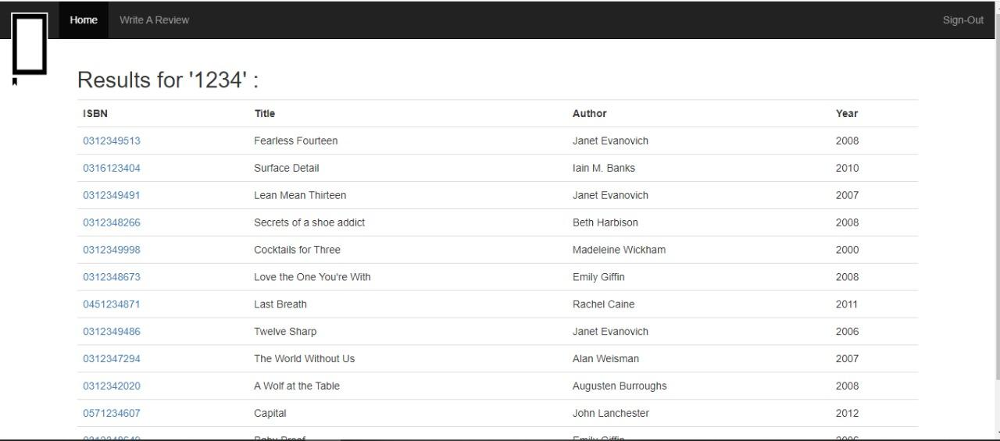 Home Write A Review Sign-Out
Results for '1234' :
ISBN Title Author Year
0312349513 Fearless Fourteen Janet Evanovich 2008
0316123404 Surface Detail Iain M. Banks 2010
0312349491 Lean Mean Thirteen Janet Evanovich 2007
0312348266 Secrets of a shoe addict Beth Harbison 2008
0312349998 Cocktails for Three Madeleine Wickham 2000
0312348673 Love the One You're With Emily Giffin 2008
0451234871 Last Breath Rachel Caine 2011
0312349486 Twelve Sharp Janet Evanovich 2006
0312347294 The World Without Us Alan Weisman 2007
0312342020 A Wolf at the Table Augusten Burroughs 2008
0571234607 Capital John Lanchester 2012
Baby Proof Emily Giffin